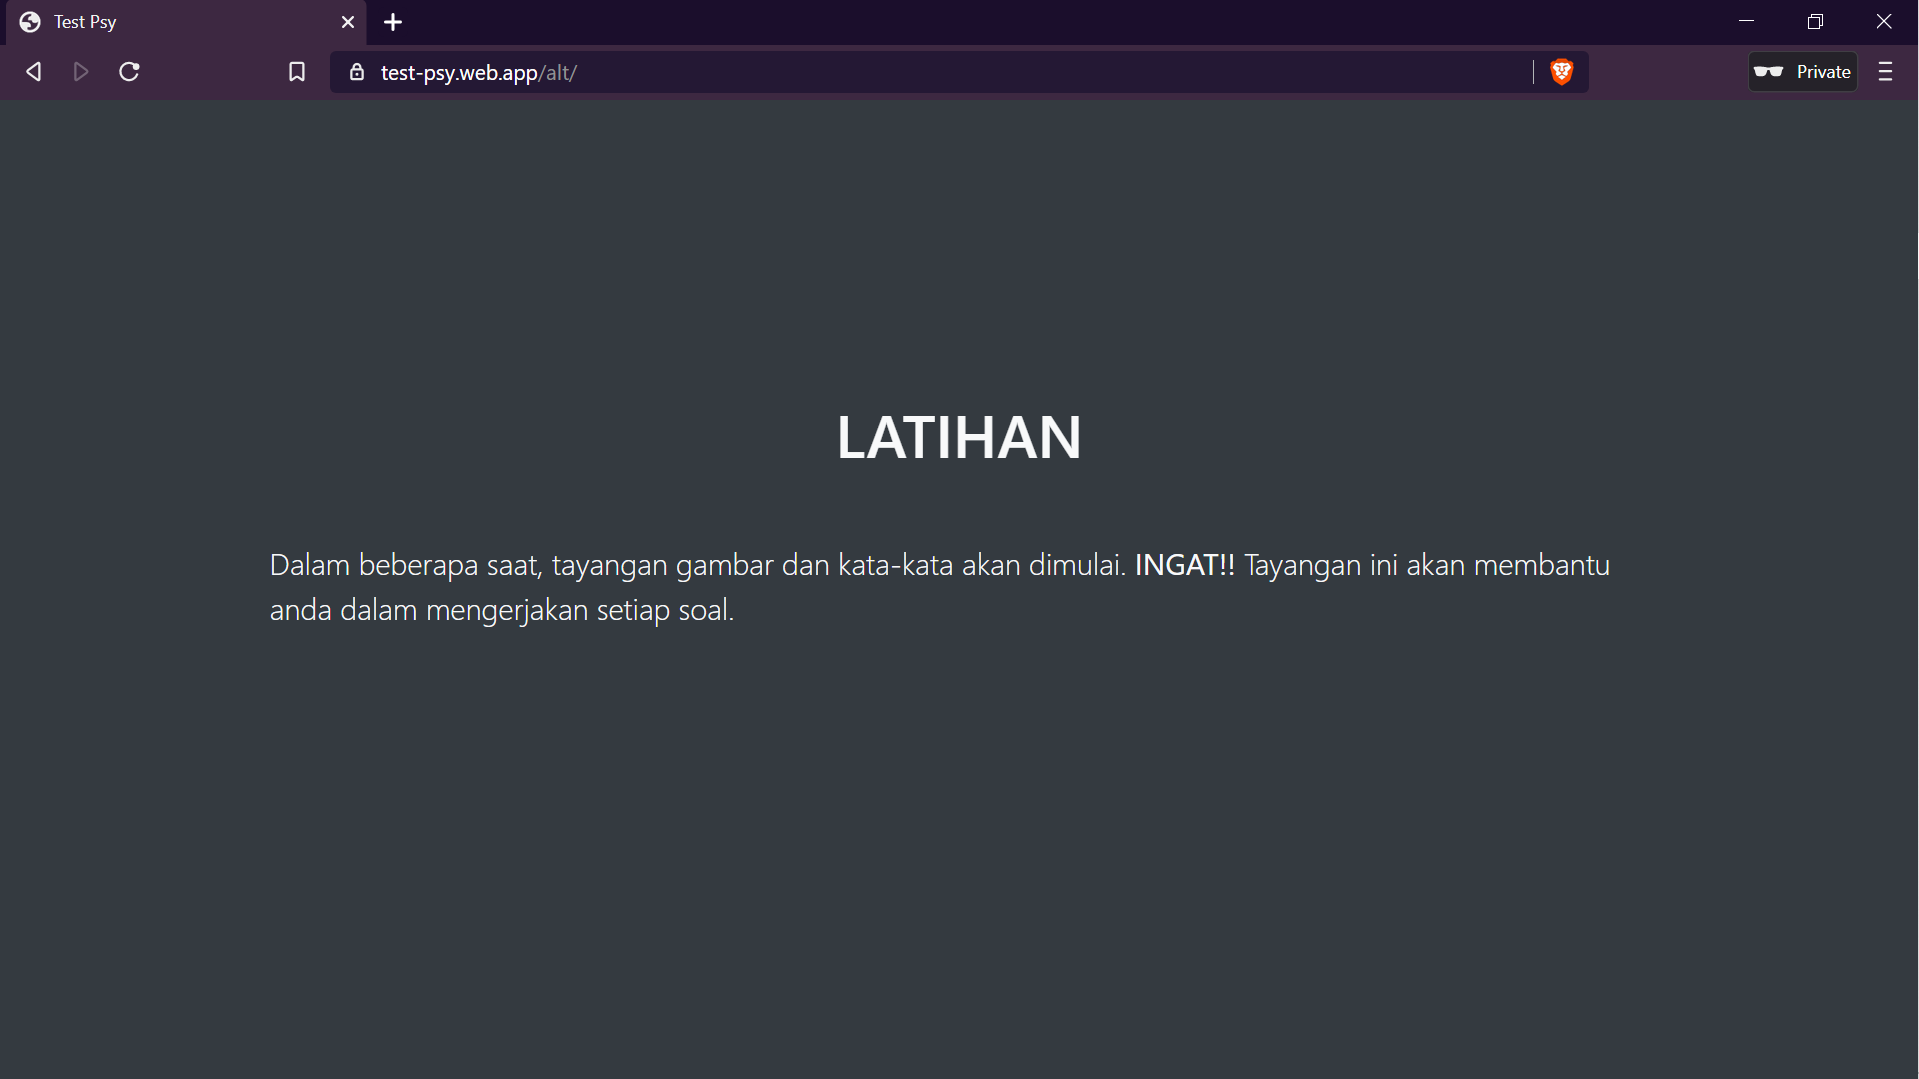 Test Psy
test-psy.web.app/alt/
Private
LATIHAN
Dalam beberapa saat, tayangan gambar dan kata-kata akan dimulai. INGAT!! Tayangan ini akan membantu
anda dalam mengerjakan setiap soal.